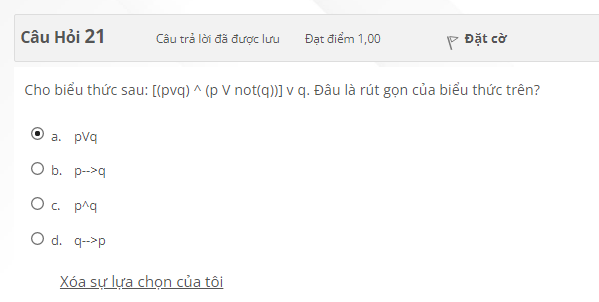 Câu Hỏi 21 Câu trả lời đã được lưu Đạt điểm 1,00 Đặt cờ
Cho biểu thức sau: [(pvq) ^ (p V not(q))] v q. Đâu là rút gọn của biểu thức trên?
a. pVq
b. p-->q
c. p^q
d. q-->p
Xóa sự lựa chọn của tôi